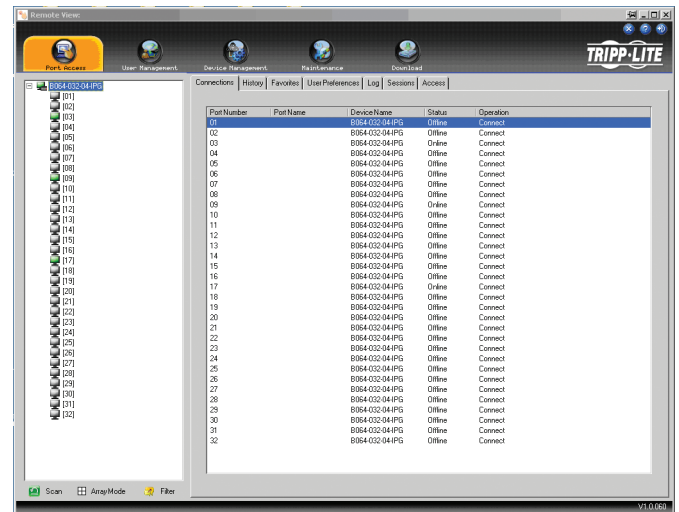 Remote View:
Port Access User Management Device Management Maintenance Download
TRIPP·LITE
B064-032-04-IPG
[01]
[02]
[03]
[04]
[05]
[06]
[07]
[08]
[09]
[10]
[11]
[12]
[13]
[14]
[15]
[16]
[17]
[18]
[19]
[20]
[21]
[22]
[23]
[24]
[25]
[26]
[27]
[28]
[29]
[30]
[31]
[32]
Scan Array Mode Filter
Connections History Favorites User Preferences Log Sessions Access
Port Number Port Name Device Name Status Operation
01 B064-032-04-IPG Offline Connect
02 B064-032-04-IPG Offline Connect
03 B064-032-04-IPG Online Connect
04 B064-032-04-IPG Offline Connect
05 B064-032-04-IPG Offline Connect
06 B064-032-04-IPG Offline Connect
07 B064-032-04-IPG Offline Connect
08 B064-032-04-IPG Offline Connect
09 B064-032-04-IPG Online Connect
10 B064-032-04-IPG Offline Connect
11 B064-032-04-IPG Offline Connect
12 B064-032-04-IPG Offline Connect
13 B064-032-04-IPG Offline Connect
14 B064-032-04-IPG Offline Connect
15 B064-032-04-IPG Offline Connect
16 B064-032-04-IPG Offline Connect
17 B064-032-04-IPG Online Connect
18 B064-032-04-IPG Offline Connect
19 B064-032-04-IPG Offline Connect
20 B064-032-04-IPG Offline Connect
21 B064-032-04-IPG Offline Connect
22 B064-032-04-IPG Offline Connect
23 B064-032-04-IPG Offline Connect
24 B064-032-04-IPG Offline Connect
25 B064-032-04-IPG Offline Connect
26 B064-032-04-IPG Offline Connect
27 B064-032-04-IPG Offline Connect
28 B064-032-04-IPG Offline Connect
29 B064-032-04-IPG Offline Connect
30 B064-032-04-IPG Offline Connect
31 B064-032-04-IPG Offline Connect
32 B064-032-04-IPG Offline Connect
V1.0.060